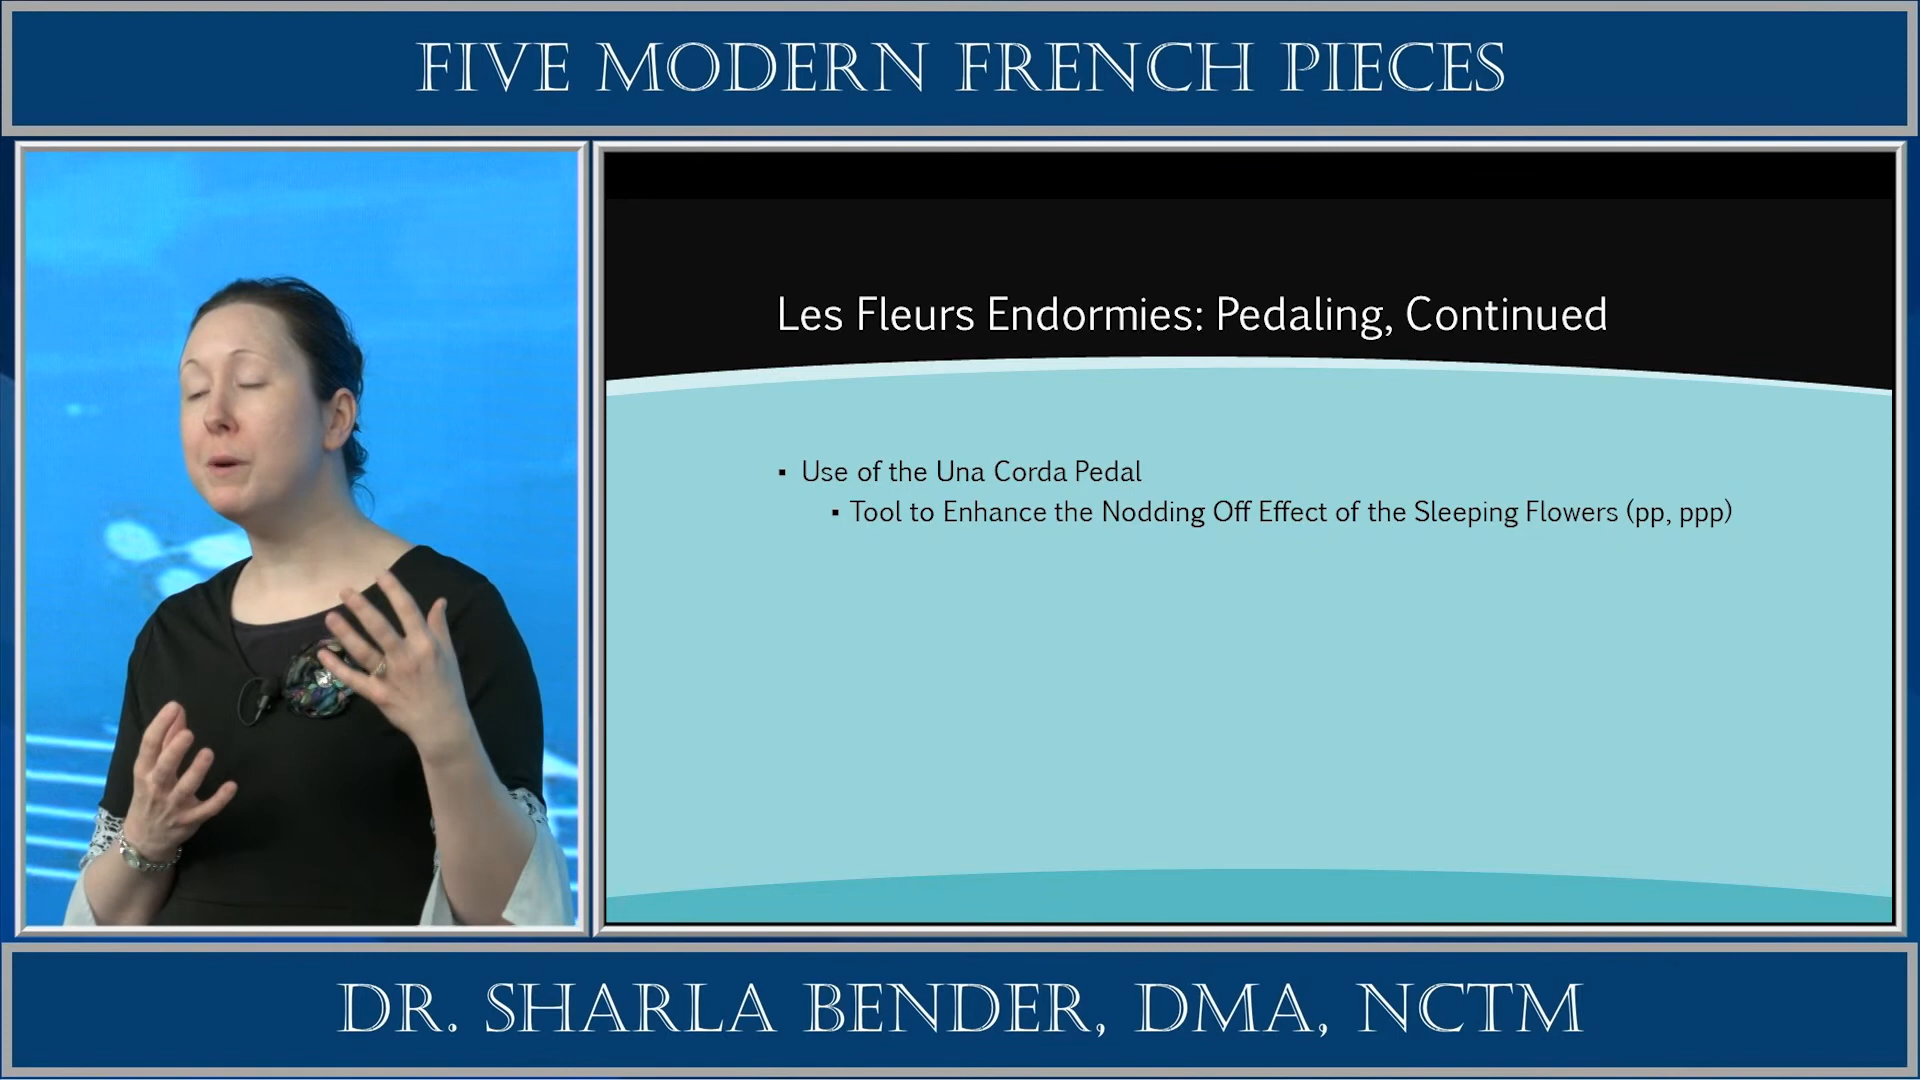 FIVE MODERN FRENCH PIECES
Les Fleurs Endormies: Pedaling, Continued
▪ Use of the Una Corda Pedal
▪ Tool to Enhance the Nodding Off Effect of the Sleeping Flowers (pp, ppp)
DR. SHARLA BENDER, DMA, NCTM